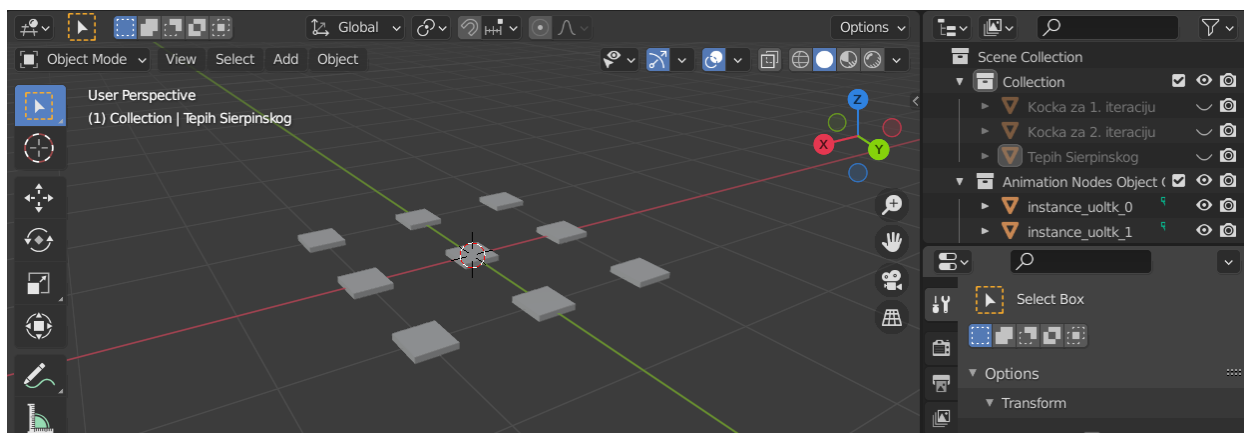 Global
Options
Object Mode View Select Add Object
User Perspective
(1) Collection | Tepih Sierpinskog
Z
X
Y
Scene Collection
Collection
Kocka za 1. iteraciju
Kocka za 2. iteraciju
Tepih Sierpinskog
Animation Nodes Object C
instance_uoltk_0
instance_uoltk_1
Select Box
Options
Transform